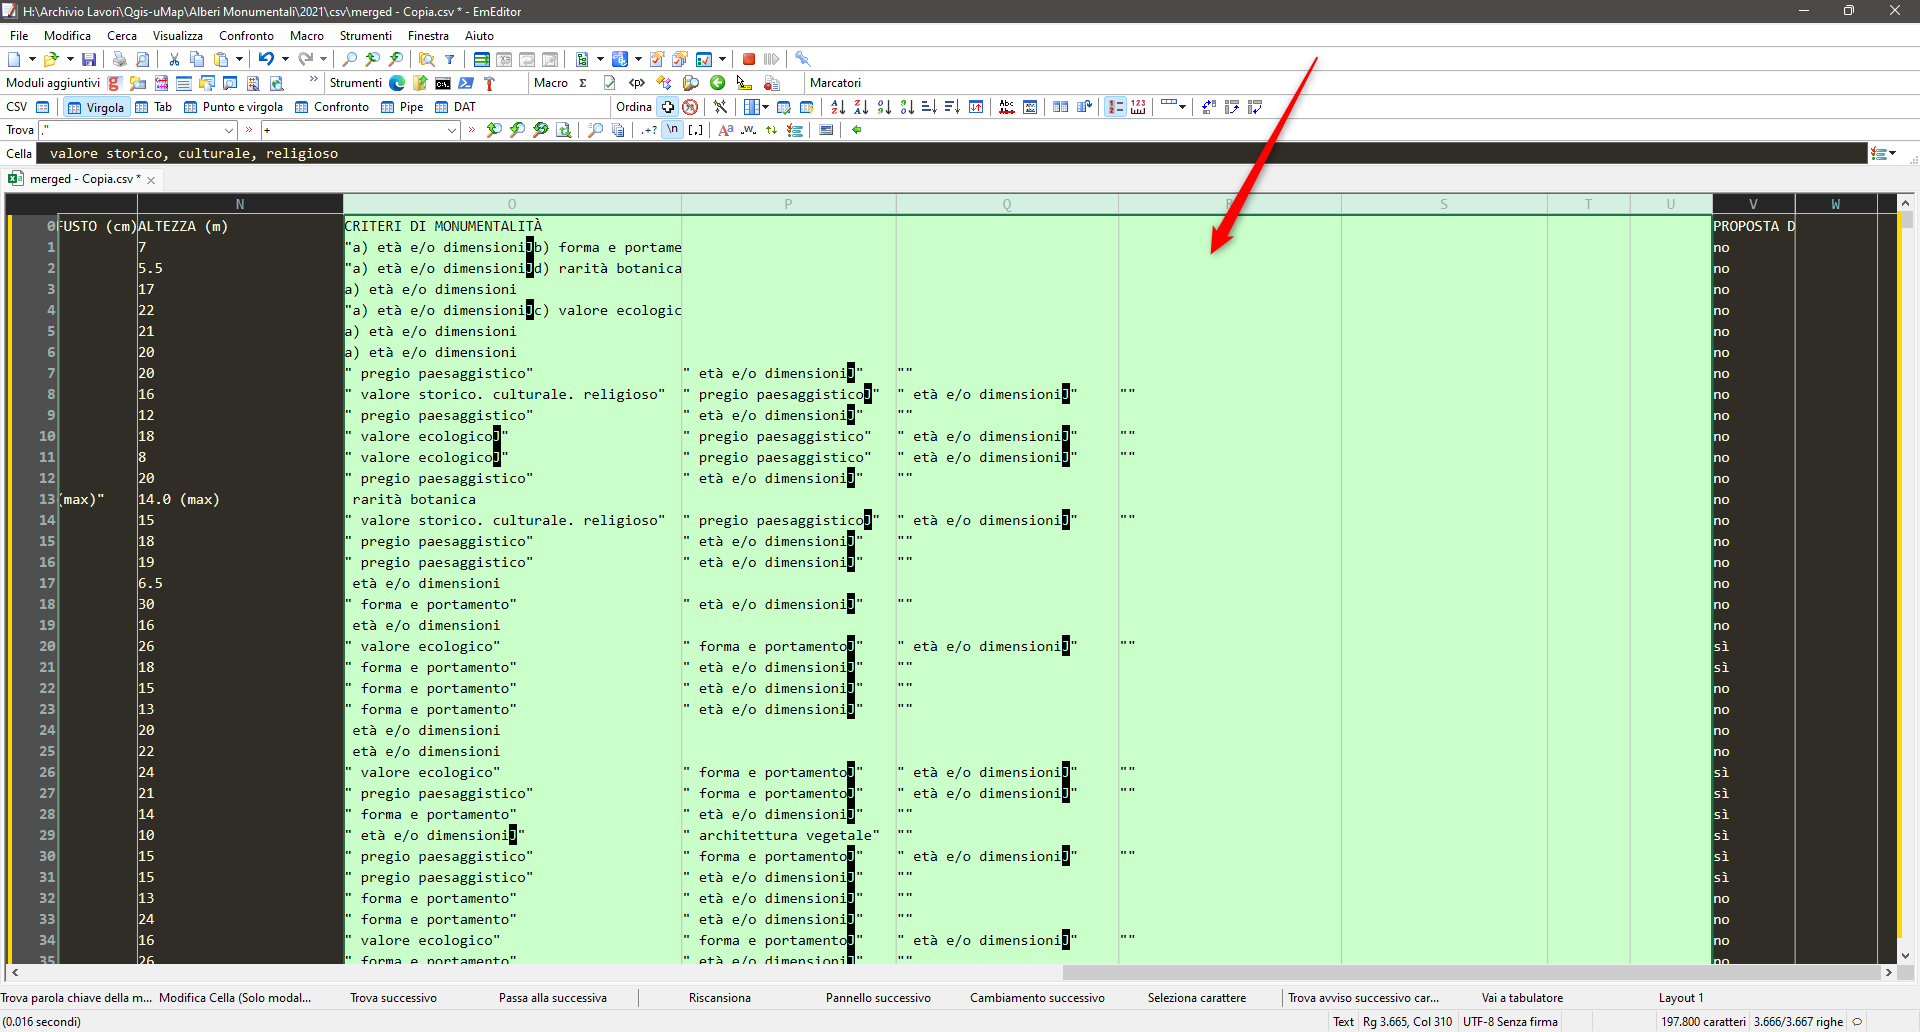 H:\Archivio Lavori\Qgis-uMap\Alberi Monumentali\2021\csv\merged - Copia.csv * - EmEditor
File Modifica Cerca Visualizza Confronto Macro Strumenti Finestra Aiuto
Moduli aggiuntivi » Strumenti Macro Σ <> Marcatori
CSV Virgola Tab Punto e virgola Confronto Pipe DAT Ordina
Trova ," » + »
Cella valore storico, culturale, religioso
merged - Copia.csv *
N O P Q R S T U V W
0 FUSTO (cm) ALTEZZA (m) CRITERI DI MONUMENTALITÀ PROPOSTA D
1 7 "a) età e/o dimensioni b) forma e portame no
2 5.5 "a) età e/o dimensioni d) rarità botanica no
3 17 a) età e/o dimensioni no
4 22 "a) età e/o dimensioni c) valore ecologic no
5 21 a) età e/o dimensioni no
6 20 a) età e/o dimensioni no
7 20 " pregio paesaggistico" " età e/o dimensioni " "" no
8 16 " valore storico. culturale. religioso" " pregio paesaggistico " " età e/o dimensioni " "" no
9 12 " pregio paesaggistico" " età e/o dimensioni " "" no
10 18 " valore ecologico " " pregio paesaggistico" " età e/o dimensioni " "" no
11 8 " valore ecologico " " pregio paesaggistico" " età e/o dimensioni " "" no
12 20 " pregio paesaggistico" " età e/o dimensioni " "" no
13 (max)" 14.0 (max) rarità botanica no
14 15 " valore storico. culturale. religioso" " pregio paesaggistico " " età e/o dimensioni " "" no
15 18 " pregio paesaggistico" " età e/o dimensioni " "" no
16 19 " pregio paesaggistico" " età e/o dimensioni " "" no
17 6.5 età e/o dimensioni no
18 30 " forma e portamento" " età e/o dimensioni " "" no
19 16 età e/o dimensioni no
20 26 " valore ecologico" " forma e portamento " " età e/o dimensioni " "" sì
21 18 " forma e portamento" " età e/o dimensioni " "" sì
22 15 " forma e portamento" " età e/o dimensioni " "" no
23 13 " forma e portamento" " età e/o dimensioni " "" no
24 20 età e/o dimensioni no
25 22 età e/o dimensioni no
26 24 " valore ecologico" " forma e portamento " " età e/o dimensioni " "" sì
27 21 " pregio paesaggistico" " forma e portamento " " età e/o dimensioni " "" sì
28 14 " forma e portamento" " età e/o dimensioni " "" sì
29 10 " età e/o dimensioni " " architettura vegetale" "" sì
30 15 " pregio paesaggistico" " forma e portamento " " età e/o dimensioni " "" sì
31 15 " pregio paesaggistico" " età e/o dimensioni " "" sì
32 13 " forma e portamento" " età e/o dimensioni " "" no
33 24 " forma e portamento" " età e/o dimensioni " "" no
34 16 " valore ecologico" " forma e portamento " " età e/o dimensioni " "" no
35 26 " forma e portamento" " età e/o dimensioni " "" no
Trova parola chiave della m... Modifica Cella (Solo modal... Trova successivo Passa alla successiva Riscansiona Pannello successivo Cambiamento successivo Seleziona carattere Trova avviso successivo car... Vai a tabulatore Layout 1
(0.016 secondi) Text Rg 3.665, Col 310 UTF-8 Senza firma 197.800 caratteri 3.666/3.667 righe